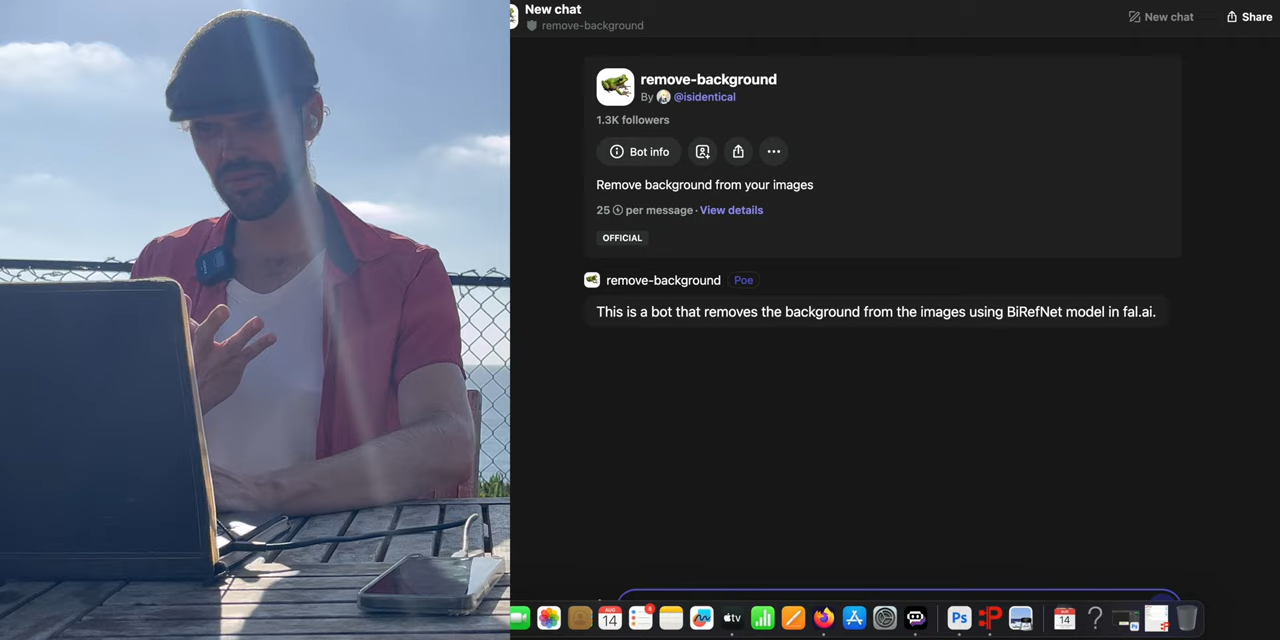 New chat
remove-background
New chat
Share
remove-background
By @isidentical
1.3K followers
Bot info
Remove background from your images
25 per message · View details
OFFICIAL
remove-background Poe
This is a bot that removes the background from the images using BiRefNet model in fal.ai.
AUG
14
8
tv
Ps
14
?